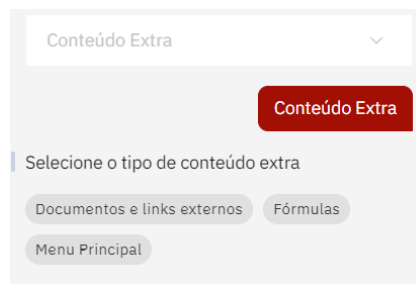 Conteúdo Extra
Conteúdo Extra
Selecione o tipo de conteúdo extra
Documentos e links externos Fórmulas
Menu Principal